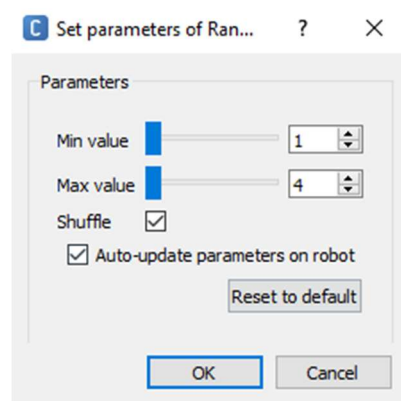 C Set parameters of Ran... ? ×
Parameters
Min value 1
Max value 4
Shuffle
Auto-update parameters on robot
Reset to default
OK Cancel